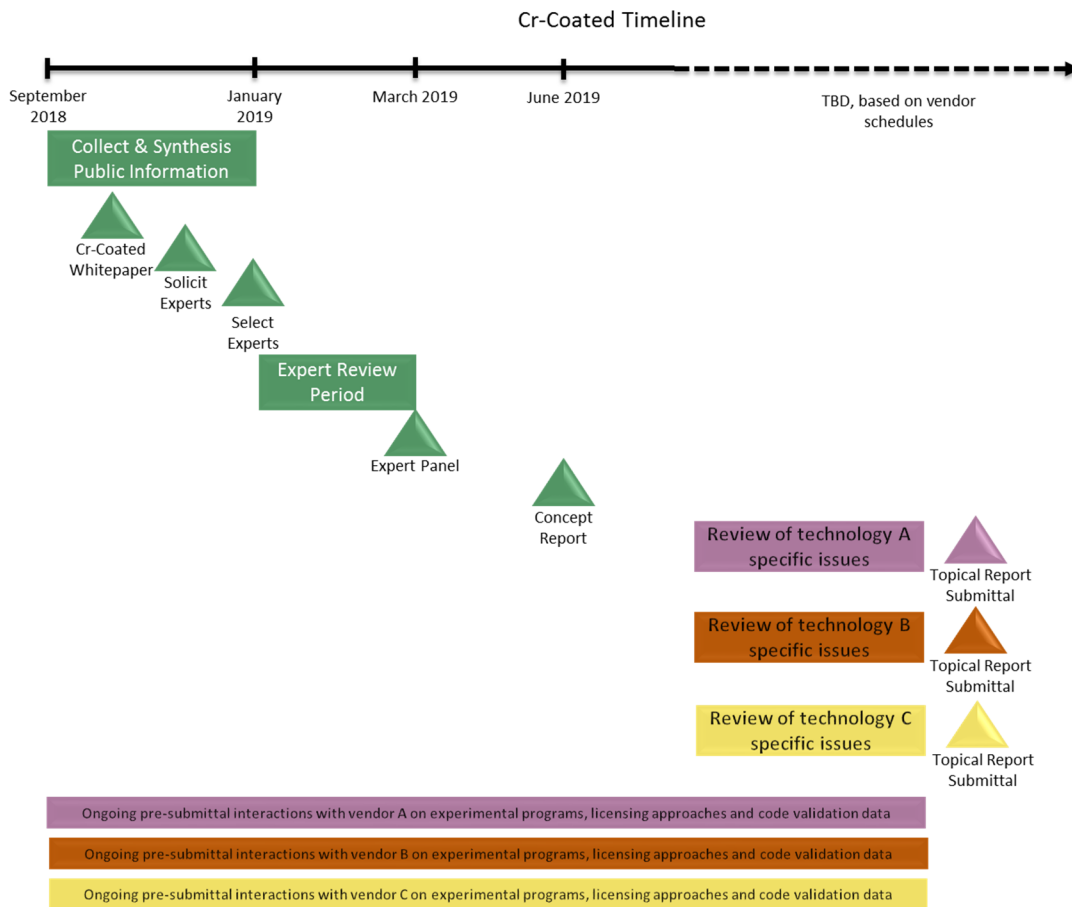 Cr-Coated Timeline
September
2018
January
2019
March 2019
June 2019
TBD, based on vendor
schedules
Collect & Synthesis
Public Information
Cr-Coated
Whitepaper
Solicit
Experts
Select
Experts
Expert Review
Period
Expert Panel
Concept
Report
Review of technology A
specific issues
Topical Report
Submittal
Review of technology B
specific issues
Topical Report
Submittal
Review of technology C
specific issues
Topical Report
Submittal
Ongoing pre-submittal interactions with vendor A on experimental programs, licensing approaches and code validation data
Ongoing pre-submittal interactions with vendor B on experimental programs, licensing approaches and code validation data
Ongoing pre-submittal interactions with vendor C on experimental programs, licensing approaches and code validation data